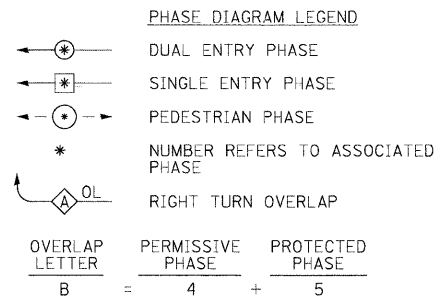 PHASE DIAGRAM LEGEND
* DUAL ENTRY PHASE
* SINGLE ENTRY PHASE
* PEDESTRIAN PHASE
* NUMBER REFERS TO ASSOCIATED
PHASE
A OL RIGHT TURN OVERLAP
OVERLAP PERMISSIVE PROTECTED
LETTER PHASE PHASE
B = 4 + 5